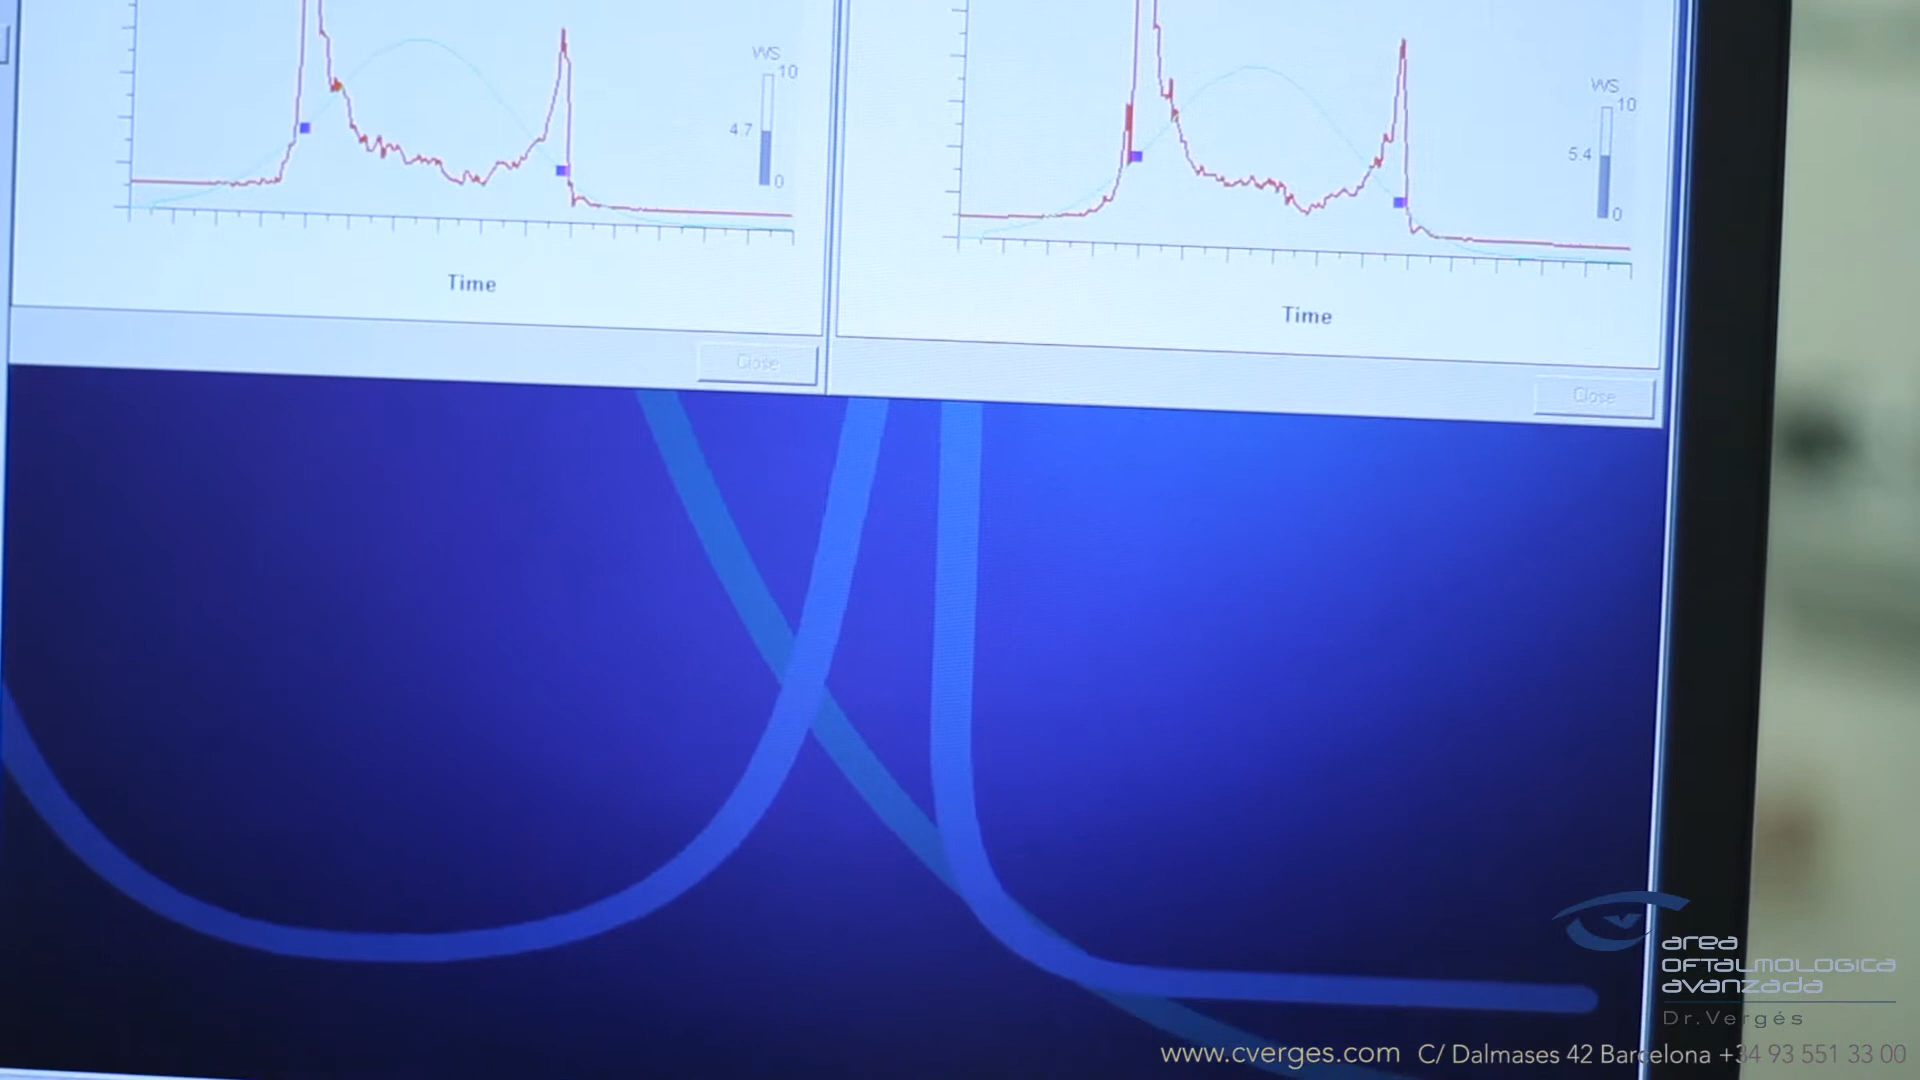 WS
10
4.7
0
Time
Close
WS
10
5.4
0
Time
Close
area
oftalmologica
avanzada
Dr.Vergés
www.cverges.com C/ Dalmases 42 Barcelona +34 93 551 33 00